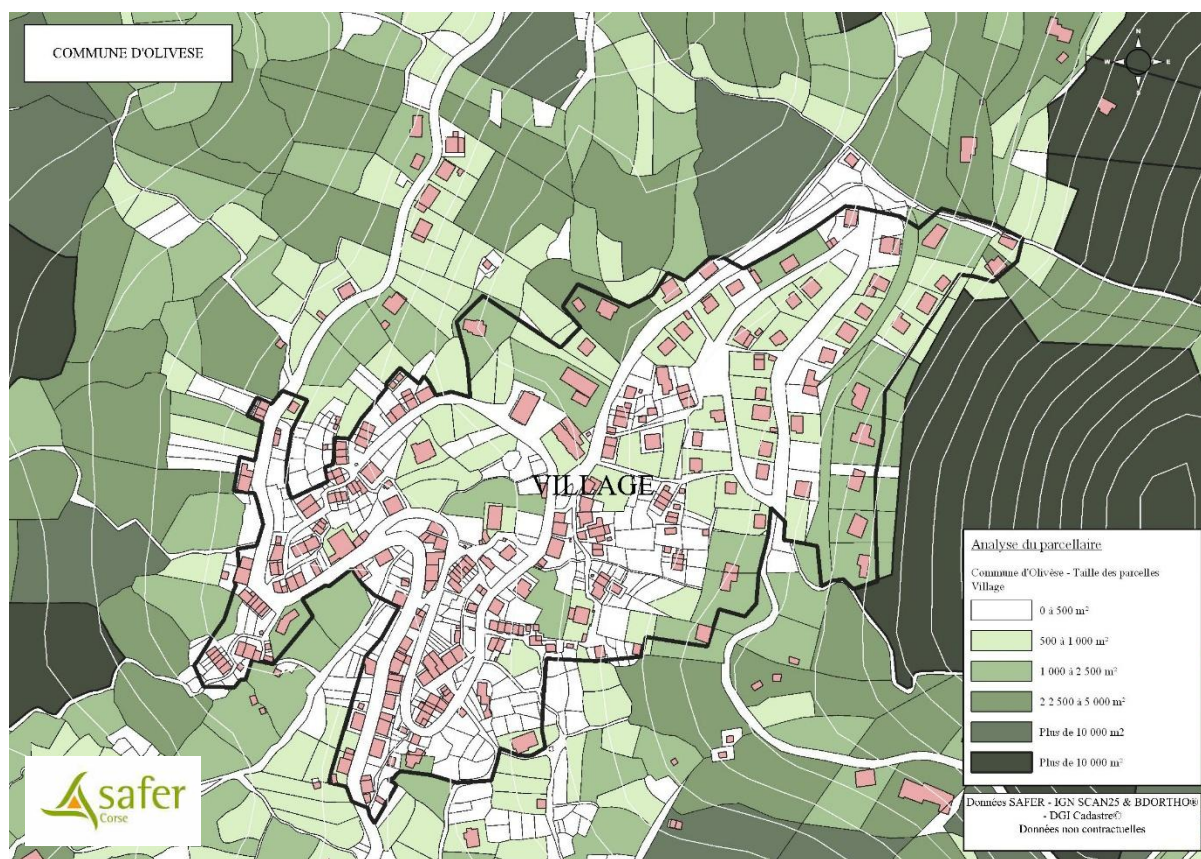 COMMUNE D'OLIVESE
N
W
E
S
VILLAGE
Analyse du parcellaire
Commune d'Olivèse - Taille des parcelles
Village
0 à 500 m²
500 à 1 000 m²
1 000 à 2 500 m²
2 2 500 à 5 000 m²
Plus de 10 000 m2
Plus de 10 000 m²
safer
Corse
Données SAFER - IGN SCAN25 & BDORTHO®
- DGI Cadastre©
Données non contractuelles